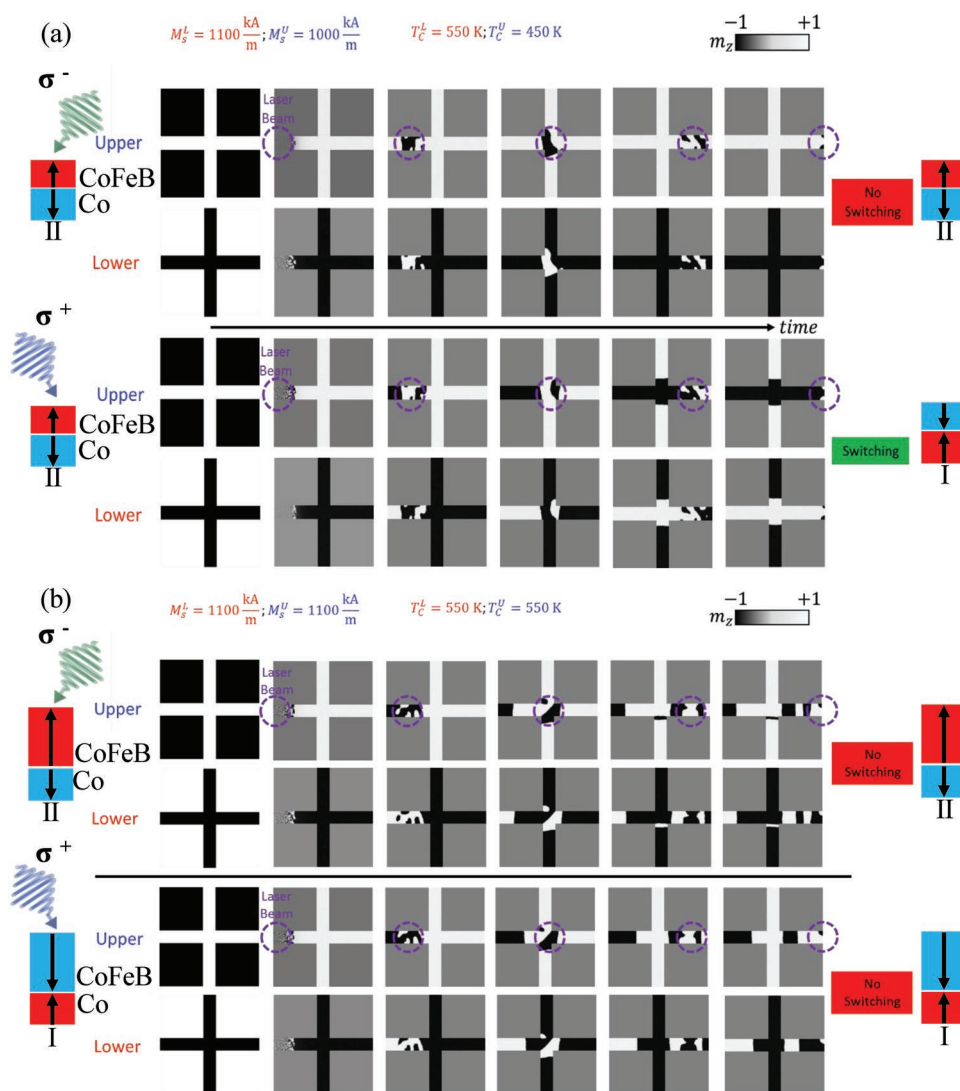 (a)
M_s^L = 1100 kA/m ; M_s^U = 1000 kA/m T_C^L = 550 K; T_C^U = 450 K
−1 +1
m_z
σ -
Laser
Beam
Upper
CoFeB
Co
II
No
Switching
II
Lower
time
σ +
Laser
Beam
Upper
CoFeB
Co
II
Switching
I
Lower
(b)
M_s^L = 1100 kA/m ; M_s^U = 1100 kA/m T_C^L = 550 K; T_C^U = 550 K
−1 +1
m_z
σ -
Laser
Beam
Upper
CoFeB
Co
II
No
Switching
II
Lower
σ +
Laser
Beam
Upper
CoFeB
Co
I
No
Switching
I
Lower